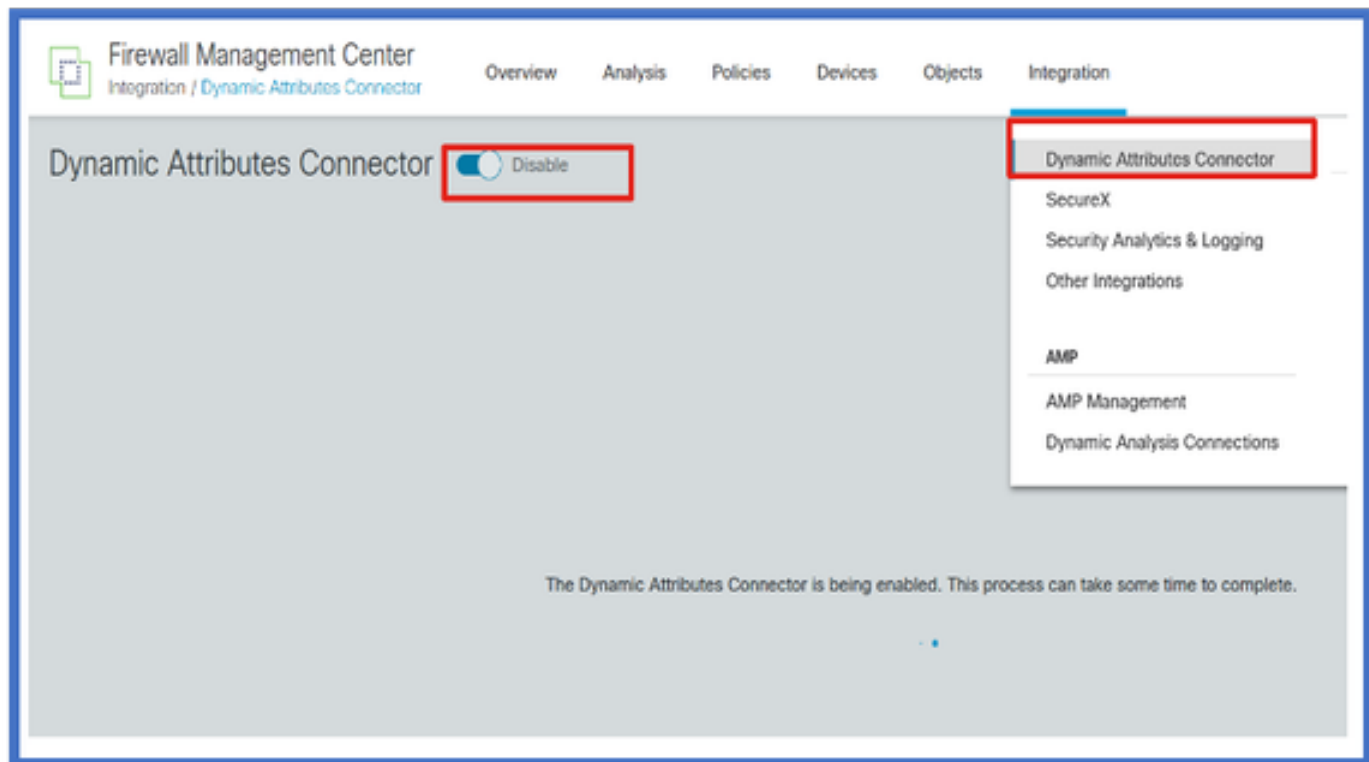 Firewall Management Center
Integration / Dynamic Attributes Connector
Overview Analysis Policies Devices Objects Integration
Dynamic Attributes Connector Disable
Dynamic Attributes Connector
SecureX
Security Analytics & Logging
Other Integrations
AMP
AMP Management
Dynamic Analysis Connections
The Dynamic Attributes Connector is being enabled. This process can take some time to complete.